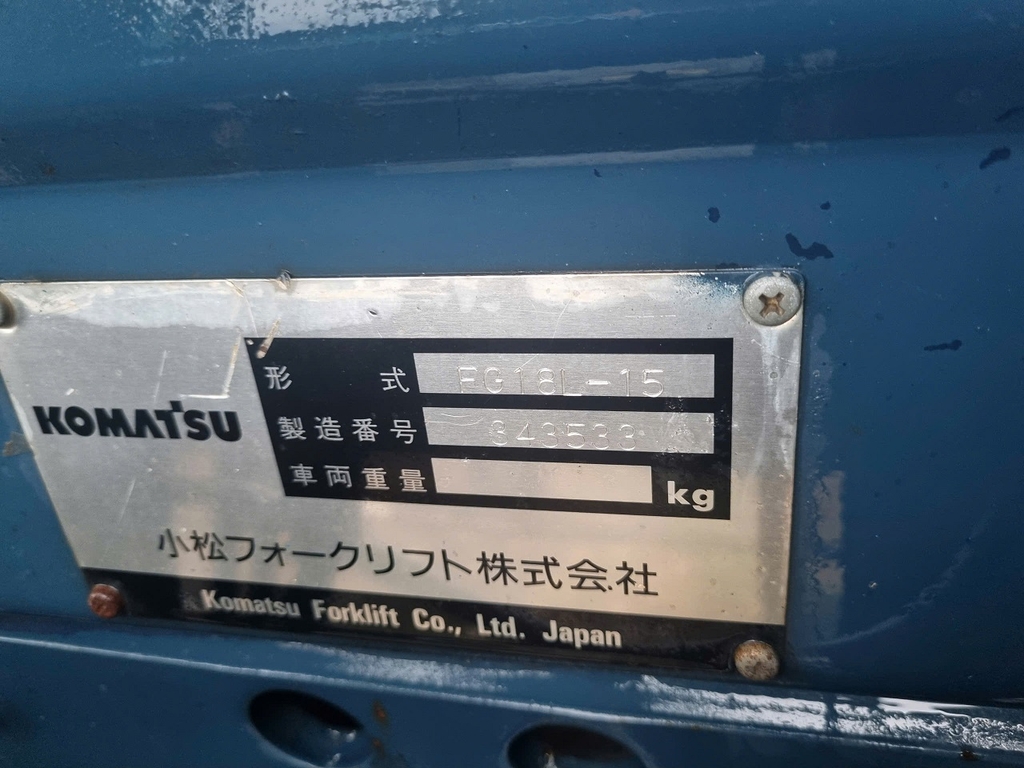 KOMATSU
形式 FG18L-15
製造番号 343533
車両重量 kg
小松フォークリフト株式会社
Komatsu Forklift Co., Ltd. Japan